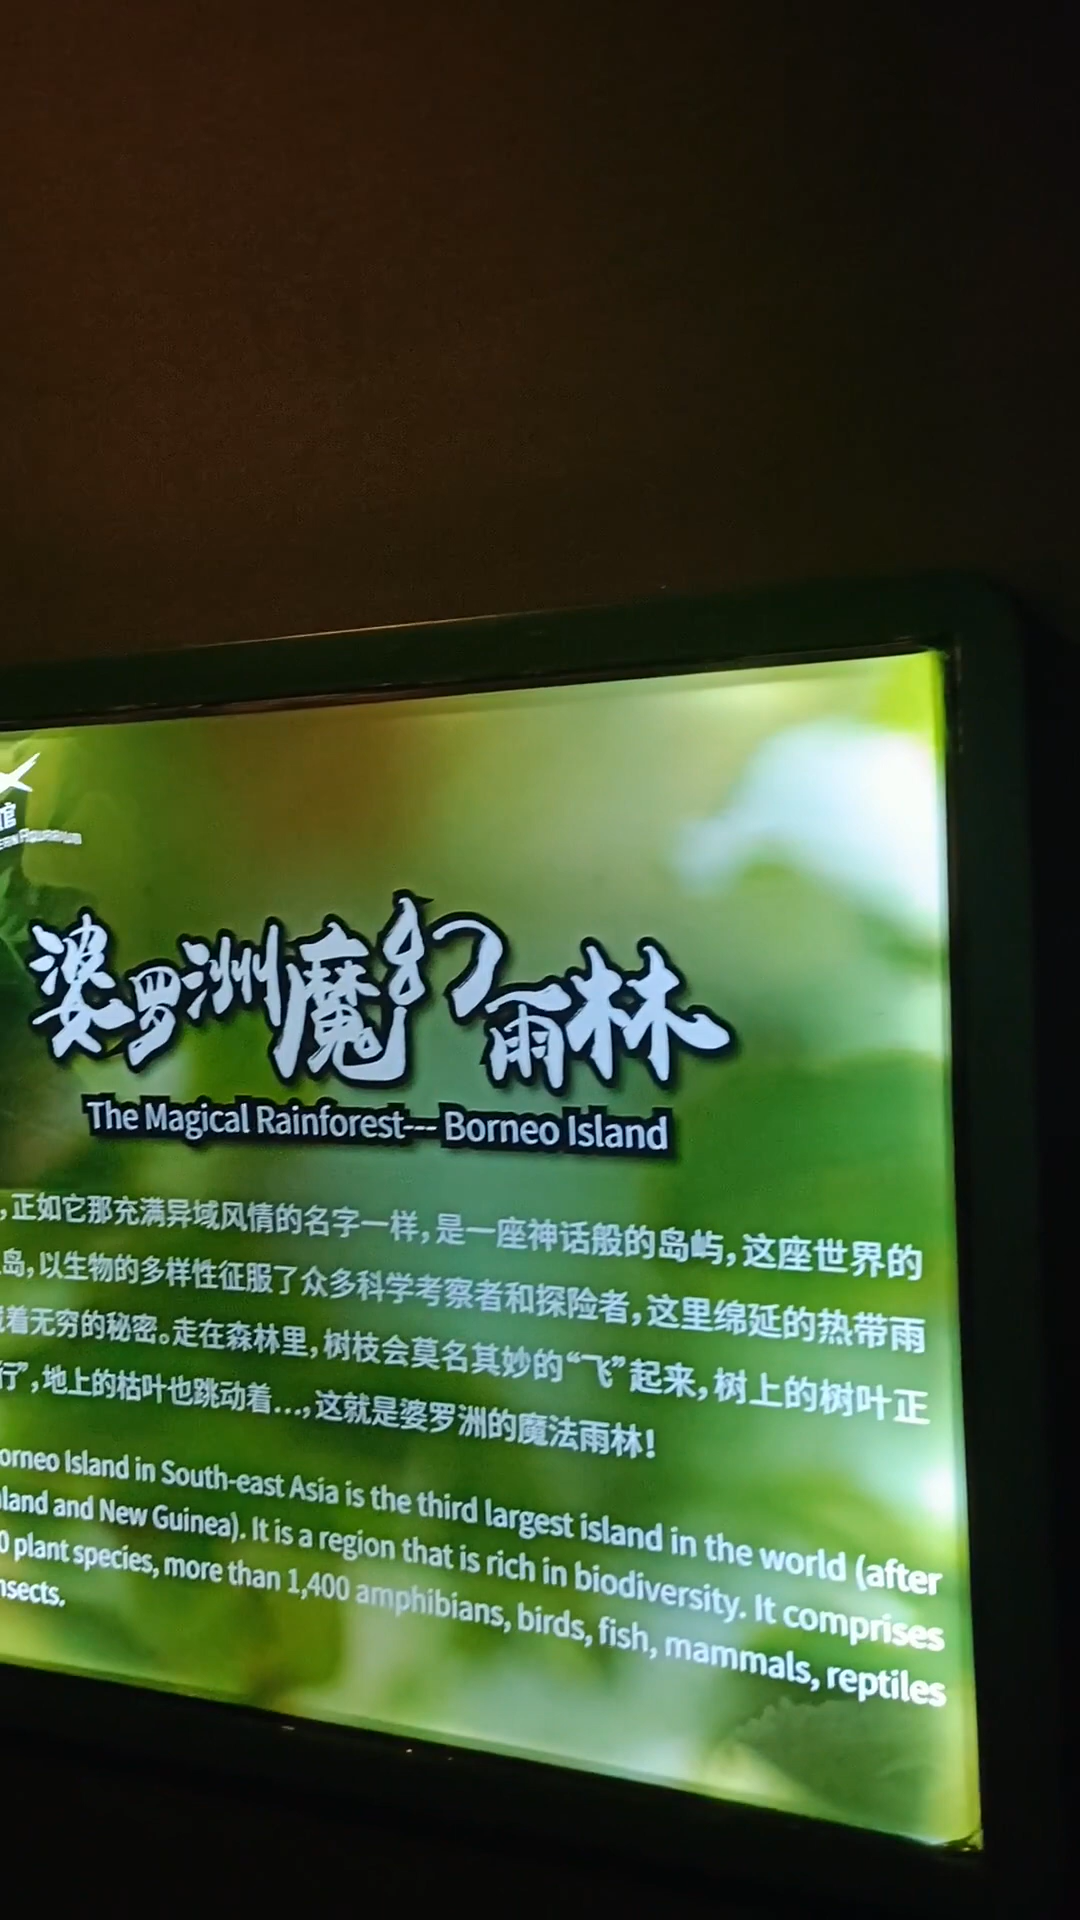 馆
Aquarium
婆罗洲魔幻雨林
The Magical Rainforest--- Borneo Island
,正如它那充满异域风情的名字一样,是一座神话般的岛屿,这座世界的
岛,以生物的多样性征服了众多科学考察者和探险者,这里绵延的热带雨
着无穷的秘密。走在森林里,树枝会莫名其妙的“飞”起来,树上的树叶正
行”,地上的枯叶也跳动着...,这就是婆罗洲的魔法雨林!
orneo Island in South-east Asia is the third largest island in the world (after
land and New Guinea). It is a region that is rich in biodiversity. It comprises
0 plant species, more than 1,400 amphibians, birds, fish, mammals, reptiles
nsects.